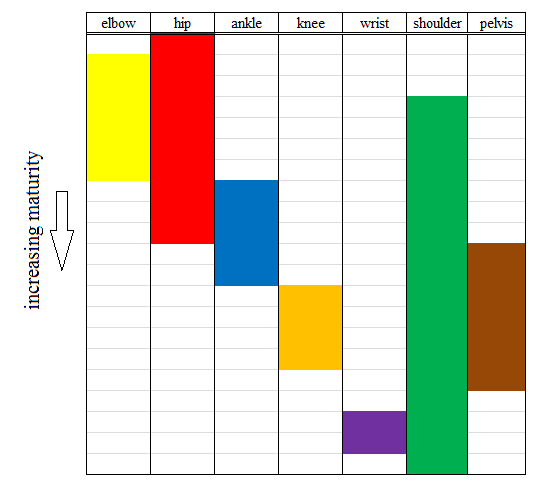 elbow hip ankle knee wrist shoulder pelvis
increasing maturity